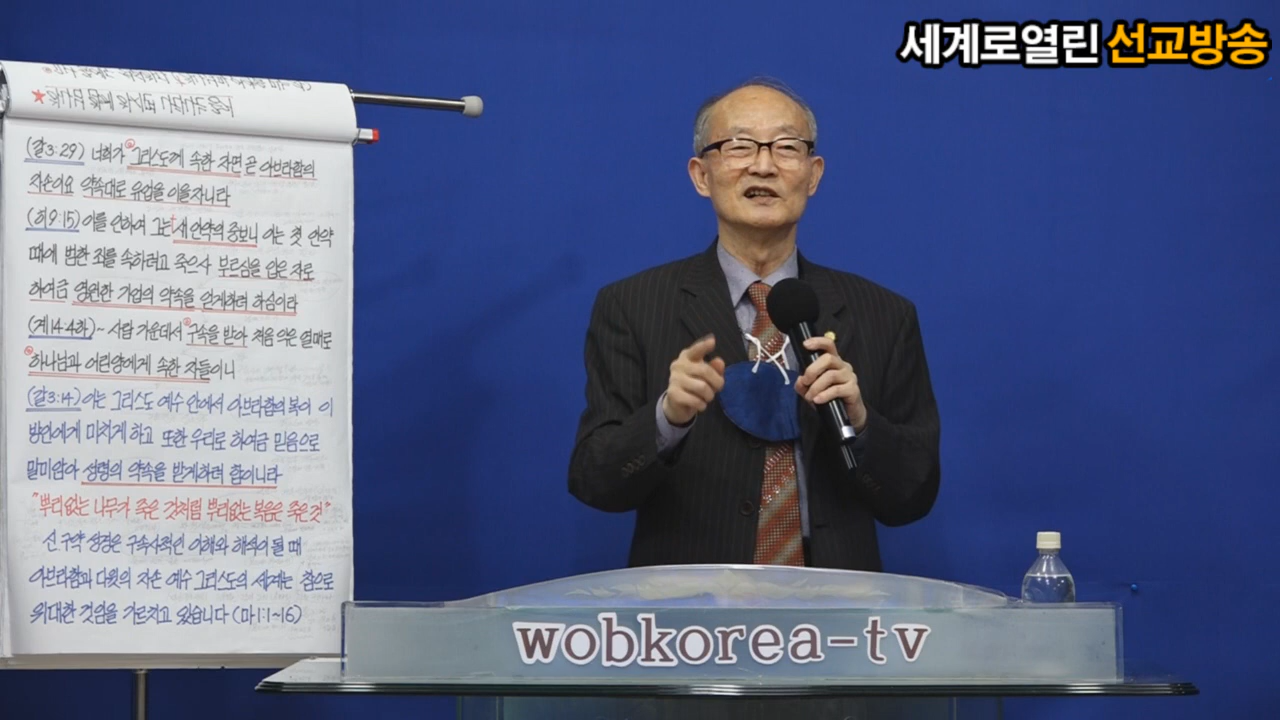 세계로열린 선교방송
(갈3:29) 너희가 그리스도께 속한 자면 곧 아브라함의
자손이요 약속대로 유업을 이을자니라
(히9:15) 이를 인하여 그는 새 언약의 중보니 이는 첫 언약
때에 범한 죄를 속하려고 죽으사 부르심을 입은 자로
하여금 영원한 기업의 약속을 얻게하려 하심이라
(계14:4하)~ 사람 가운데서 구속을 받아 처음 익은 열매로
하나님과 어린양에게 속한 자들이니
(갈3:14) 이는 그리스도 예수 안에서 아브라함의 복이 이
방인에게 미치게 하고 또한 우리로 하여금 믿음으로
말미암아 성령의 약속을 받게하려 함이니라
"뿌리없는 나무가 죽은 것처럼 뿌리없는 복음은 죽은 것"
신 구약 성경은 구속사적인 이해와 해석이 될 때
아브라함과 다윗의 자손 예수 그리스도의 세계는 참으로
위대한 것임을 가르치고 있습니다 (마1:1~16)
wobkorea-tv